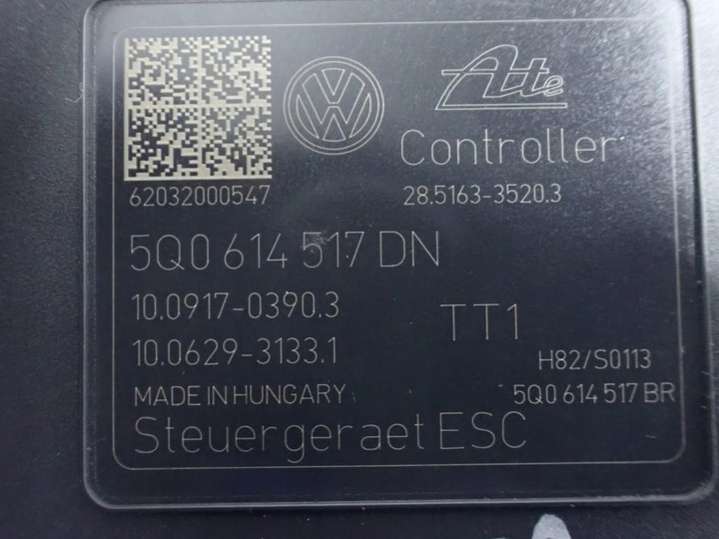 Ate
Controller
62032000547
28.5163-3520.3
5Q0 614 517 DN
10.0917-0390.3
TT1
10.0629-3133.1
H82/S0113
MADE IN HUNGARY
5Q0 614 517 BR
Steuergeraet ESC